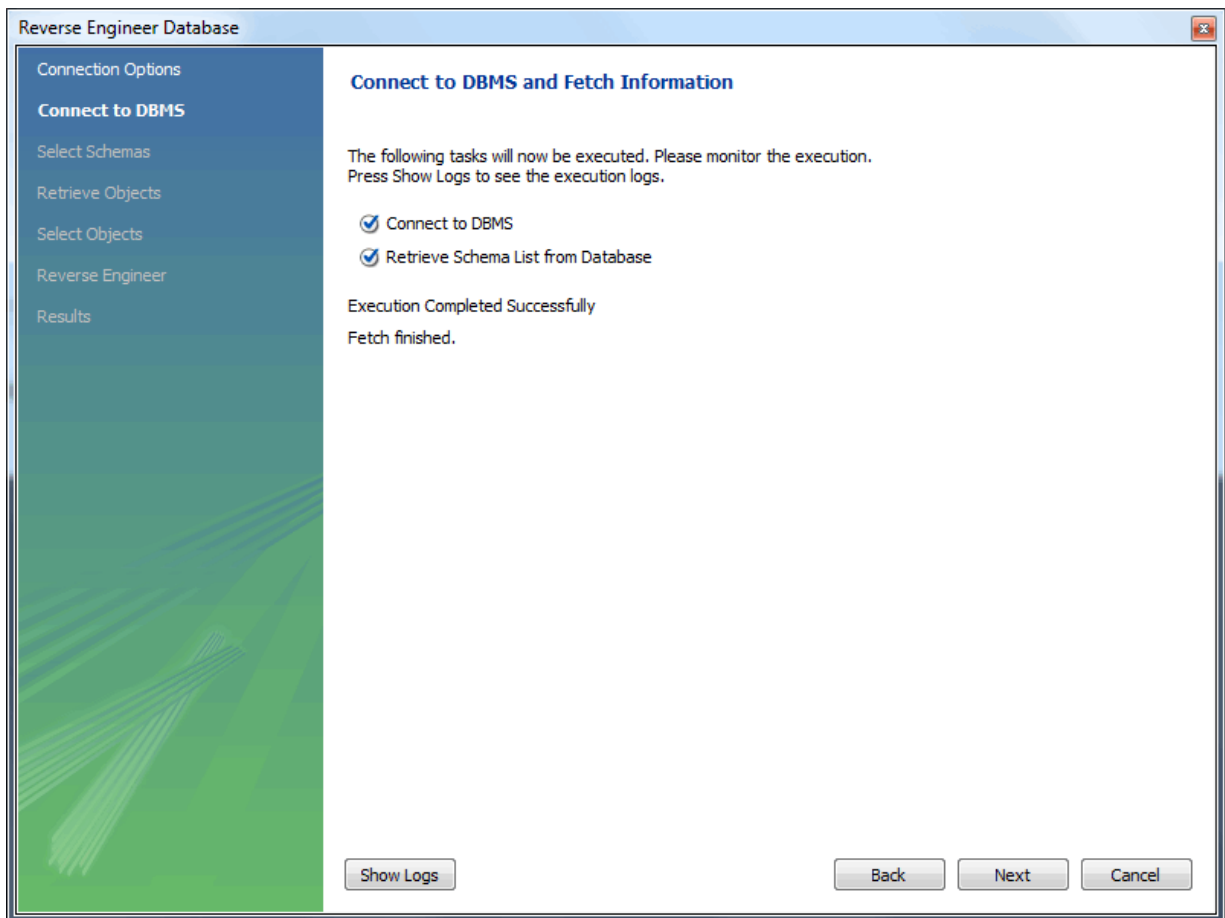 Reverse Engineer Database
Connection Options
Connect to DBMS
Select Schemas
Retrieve Objects
Select Objects
Reverse Engineer
Results
Connect to DBMS and Fetch Information
The following tasks will now be executed. Please monitor the execution.
Press Show Logs to see the execution logs.
Connect to DBMS
Retrieve Schema List from Database
Execution Completed Successfully
Fetch finished.
Show Logs
Back
Next
Cancel